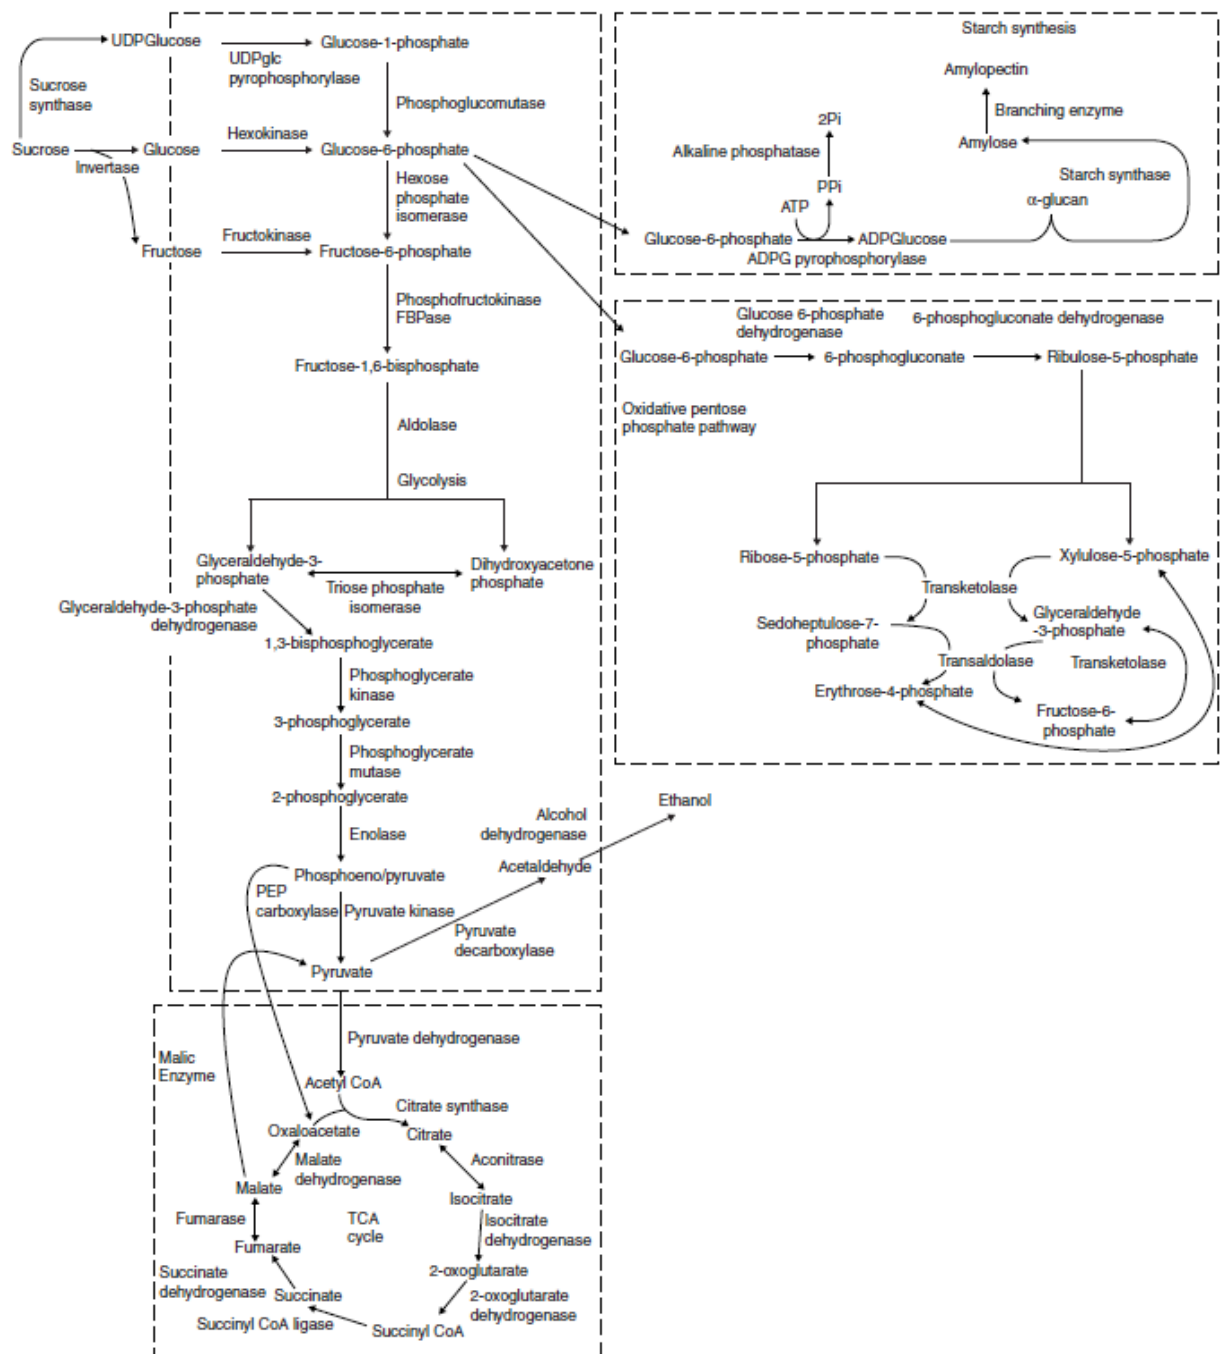 UDPGlucose
Glucose-1-phosphate
UDPglc
pyrophosphorylase
Sucrose
synthase
Phosphoglucomutase
Sucrose
Invertase
Glucose
Hexokinase
Glucose-6-phosphate
Hexose
phosphate
isomerase
Fructose
Fructokinase
Fructose-6-phosphate
Phosphofructokinase
FBPase
Fructose-1,6-bisphosphate
Aldolase
Glycolysis
Glyceraldehyde-3-
phosphate
Triose phosphate
isomerase
Dihydroxyacetone
phosphate
Glyceraldehyde-3-phosphate
dehydrogenase
1,3-bisphosphoglycerate
Phosphoglycerate
kinase
3-phosphoglycerate
Phosphoglycerate
mutase
2-phosphoglycerate
Enolase
Phosphoeno/pyruvate
PEP
carboxylase
Pyruvate kinase
Pyruvate
Pyruvate
decarboxylase
Acetaldehyde
Alcohol
dehydrogenase
Ethanol
Starch synthesis
Amylopectin
Branching enzyme
Amylose
Starch synthase
α-glucan
2Pi
Alkaline phosphatase
PPi
ATP
Glucose-6-phosphate
ADPGlucose
ADPG pyrophosphorylase
Glucose 6-phosphate
dehydrogenase
6-phosphogluconate dehydrogenase
Glucose-6-phosphate
6-phosphogluconate
Ribulose-5-phosphate
Oxidative pentose
phosphate pathway
Ribose-5-phosphate
Xylulose-5-phosphate
Transketolase
Sedoheptulose-7-
phosphate
Glyceraldehyde
-3-phosphate
Transaldolase
Transketolase
Erythrose-4-phosphate
Fructose-6-
phosphate
Pyruvate dehydrogenase
Malic
Enzyme
Acetyl CoA
Citrate synthase
Oxaloacetate
Citrate
Malate
dehydrogenase
Aconitrase
Malate
Isocitrate
Fumarase
TCA
cycle
Isocitrate
dehydrogenase
Fumarate
2-oxoglutarate
Succinate
dehydrogenase
Succinate
2-oxoglutarate
dehydrogenase
Succinyl CoA ligase
Succinyl CoA